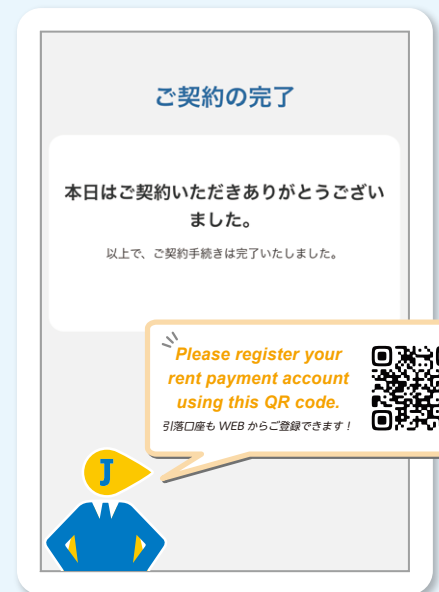 ご契約の完了
本日はご契約いただきありがとうござい
ました。
以上で、ご契約手続きは完了いたしました。
Please register your
rent payment account
using this QR code.
引落口座も WEB からご登録できます！
J